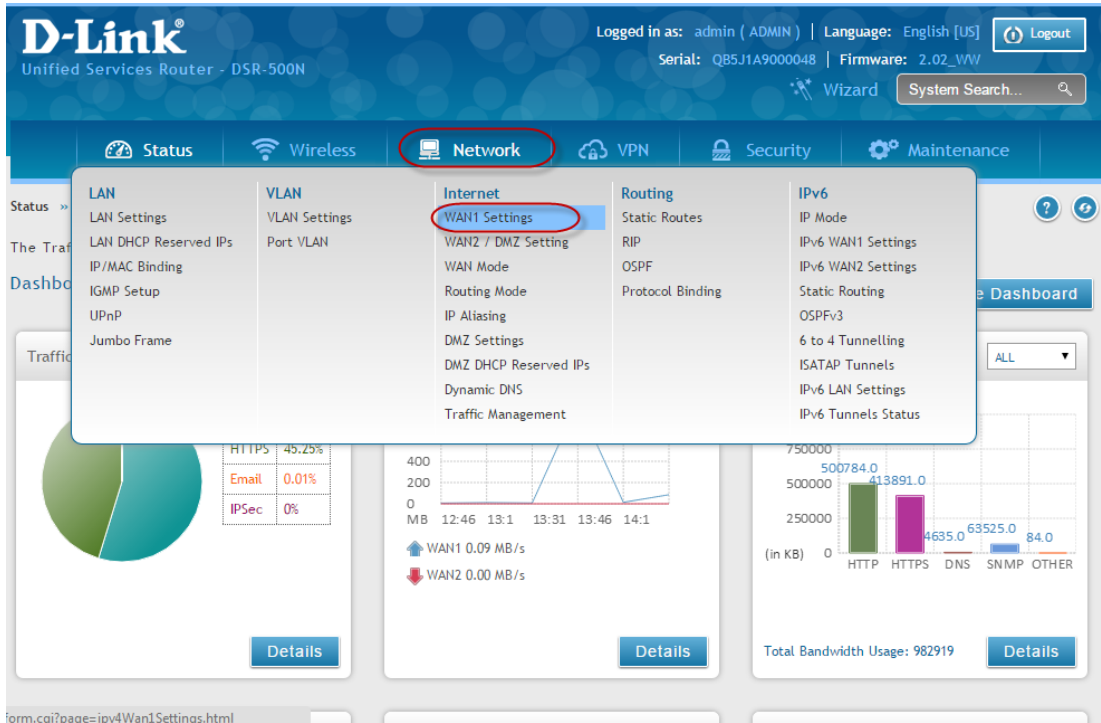 D-Link®
Unified Services Router - DSR-500N
Logged in as: admin ( ADMIN ) | Language: English [US]
Logout
Serial: QB5J1A9000048 | Firmware: 2.02_WW
Wizard
System Search...
Status
Wireless
Network
VPN
Security
Maintenance
Status »
The Traf
Dashbo
e Dashboard
LAN
LAN Settings
LAN DHCP Reserved IPs
IP/MAC Binding
IGMP Setup
UPnP
Jumbo Frame
VLAN
VLAN Settings
Port VLAN
Internet
WAN1 Settings
WAN2 / DMZ Setting
WAN Mode
Routing Mode
IP Aliasing
DMZ Settings
DMZ DHCP Reserved IPs
Dynamic DNS
Traffic Management
Routing
Static Routes
RIP
OSPF
Protocol Binding
IPv6
IP Mode
IPv6 WAN1 Settings
IPv6 WAN2 Settings
Static Routing
OSPFv3
6 to 4 Tunnelling
ISATAP Tunnels
IPv6 LAN Settings
IPv6 Tunnels Status
Traffic
ALL
HTTPS 45.25%
Email 0.01%
IPSec 0%
Details
400
200
0
MB 12:46 13:1 13:31 13:46 14:1
WAN1 0.09 MB/s
WAN2 0.00 MB/s
Details
750000
500000
250000
(in KB) 0
500784.0
413891.0
4635.0
63525.0
84.0
HTTP HTTPS DNS SNMP OTHER
Total Bandwidth Usage: 982919
Details
form.cgi?page=ipv4Wan1Settings.html